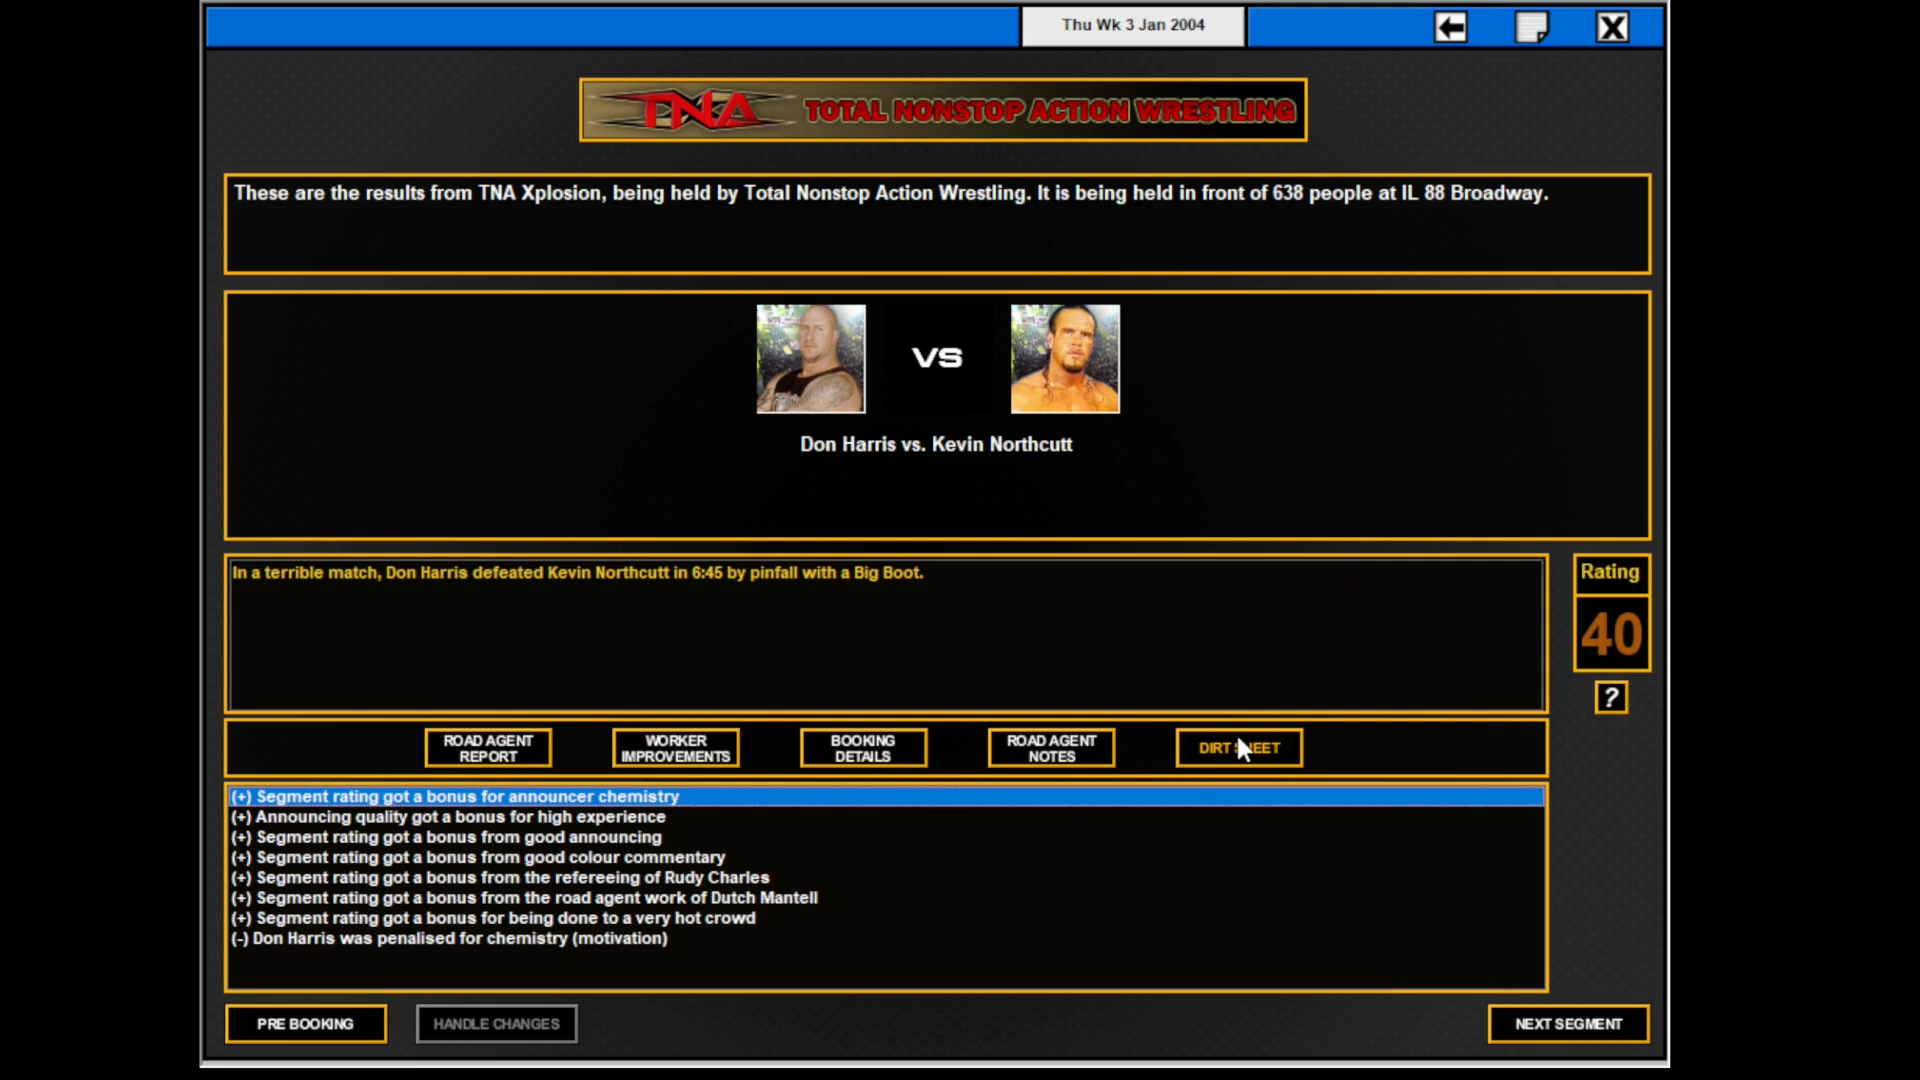 Thu Wk 3 Jan 2004
TNA TOTAL NONSTOP ACTION WRESTLING
These are the results from TNA Xplosion, being held by Total Nonstop Action Wrestling. It is being held in front of 638 people at IL 88 Broadway.
VS
Don Harris vs. Kevin Northcutt
In a terrible match, Don Harris defeated Kevin Northcutt in 6:45 by pinfall with a Big Boot.
Rating
40
?
ROAD AGENT
REPORT
WORKER
IMPROVEMENTS
BOOKING
DETAILS
ROAD AGENT
NOTES
DIRT SHEET
(+) Segment rating got a bonus for announcer chemistry
(+) Announcing quality got a bonus for high experience
(+) Segment rating got a bonus from good announcing
(+) Segment rating got a bonus from good colour commentary
(+) Segment rating got a bonus from the refereeing of Rudy Charles
(+) Segment rating got a bonus from the road agent work of Dutch Mantell
(+) Segment rating got a bonus for being done to a very hot crowd
(-) Don Harris was penalised for chemistry (motivation)
PRE BOOKING
HANDLE CHANGES
NEXT SEGMENT